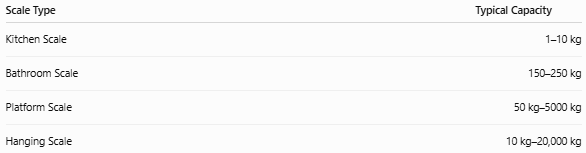 Scale Type Typical Capacity
Kitchen Scale 1–10 kg
Bathroom Scale 150–250 kg
Platform Scale 50 kg–5000 kg
Hanging Scale 10 kg–20,000 kg